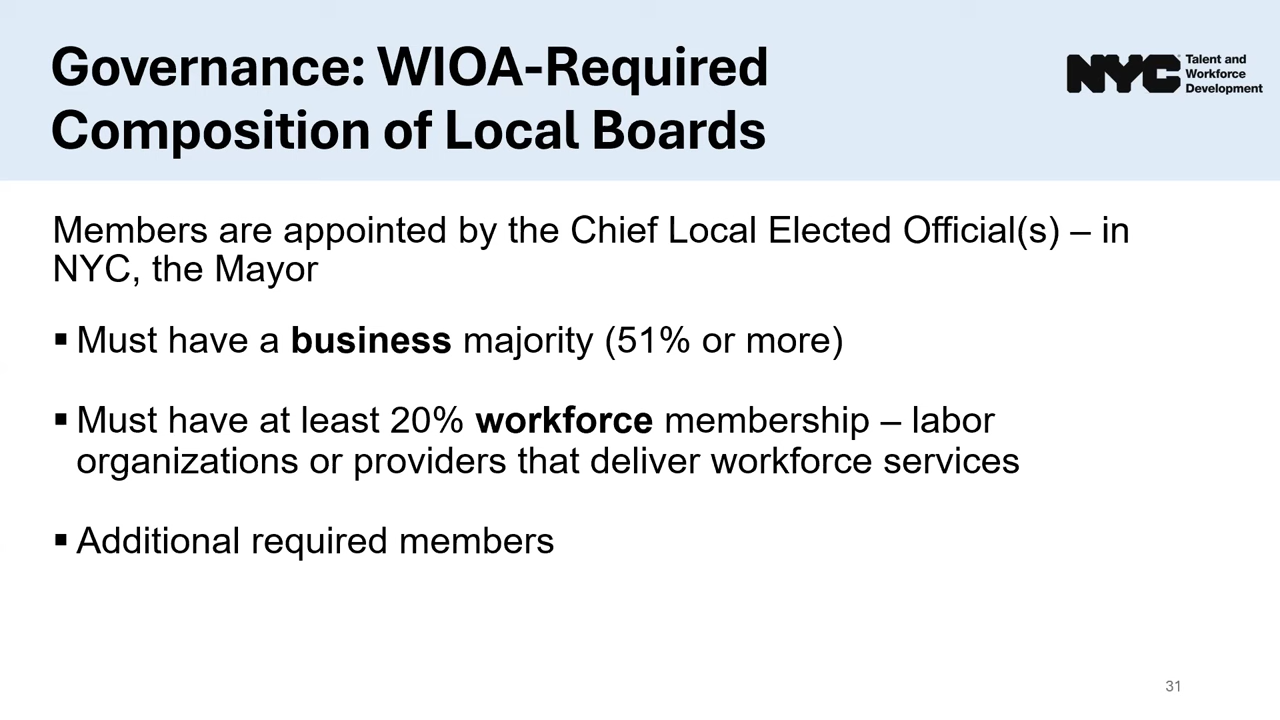 Governance: WIOA-Required
Composition of Local Boards
NYC
Talent and
Workforce
Development
Members are appointed by the Chief Local Elected Official(s) – in
NYC, the Mayor
▪ Must have a business majority (51% or more)
▪ Must have at least 20% workforce membership – labor
organizations or providers that deliver workforce services
▪ Additional required members
31